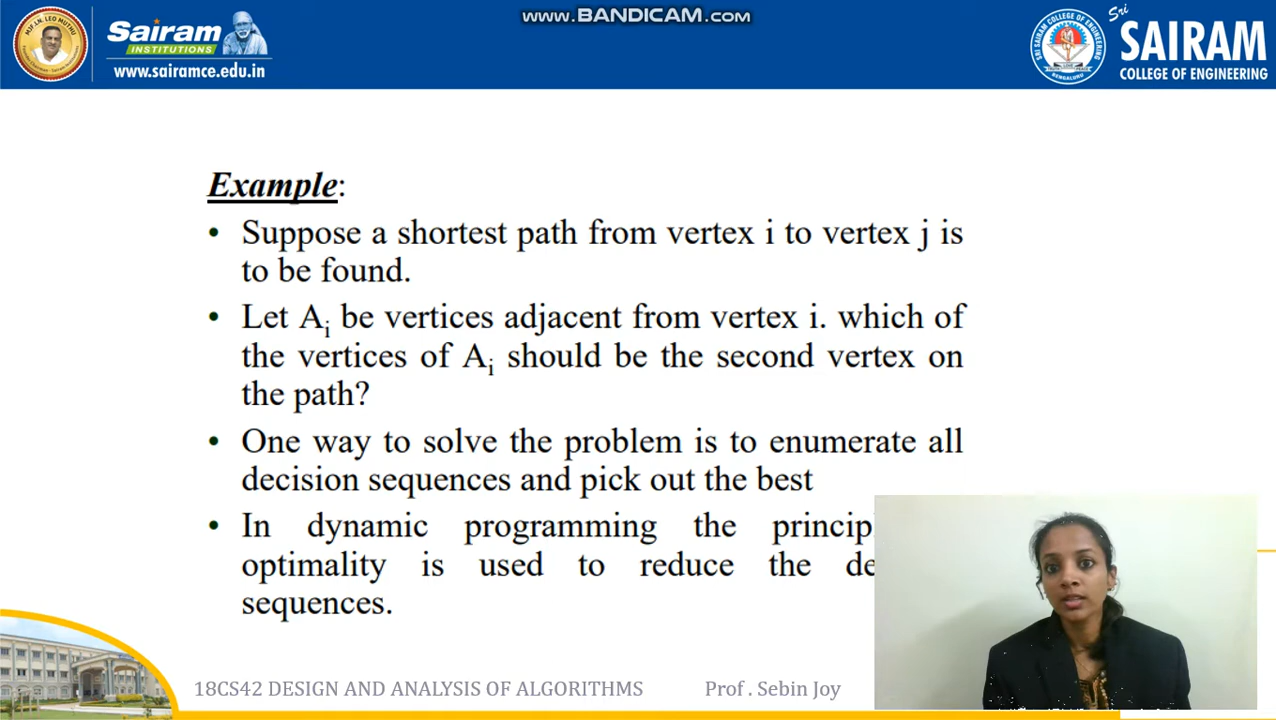 www.BANDICAM.com
Sairam
INSTITUTIONS
www.sairamce.edu.in
Sri
SAIRAM
COLLEGE OF ENGINEERING
Example:
• Suppose a shortest path from vertex i to vertex j is
to be found.
• Let Ai be vertices adjacent from vertex i. which of
the vertices of Ai should be the second vertex on
the path?
• One way to solve the problem is to enumerate all
decision sequences and pick out the best
• In dynamic programming the
optimality is used to reduce the
sequences.
18CS42 DESIGN AND ANALYSIS OF ALGORITHMS Prof . Sebin Joy